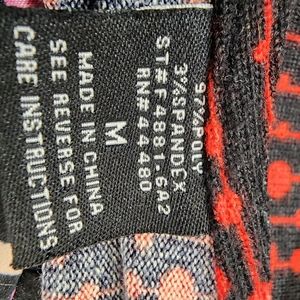 97%POLY
3%SPANDEX
ST#F4881-6A2
RN#44480
M
MADE IN CHINA
SEE REVERSE FOR
CARE INSTRUCTIONS